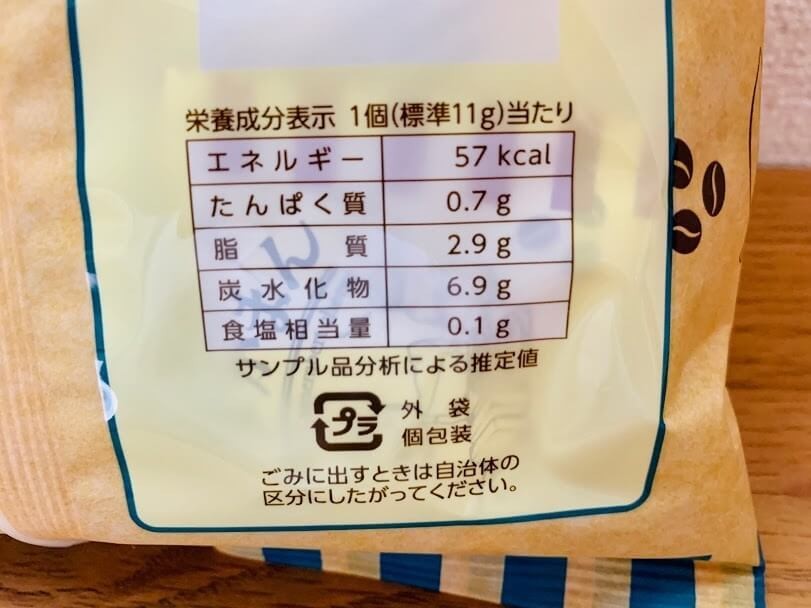 栄養成分表示 1個(標準11g)当たり
エネルギー 57 kcal
たんぱく質 0.7 g
脂質 2.9 g
炭水化物 6.9 g
食塩相当量 0.1 g
サンプル品分析による推定値
プラ 外袋
個包装
ごみに出すときは自治体の
区分にしたがってください。